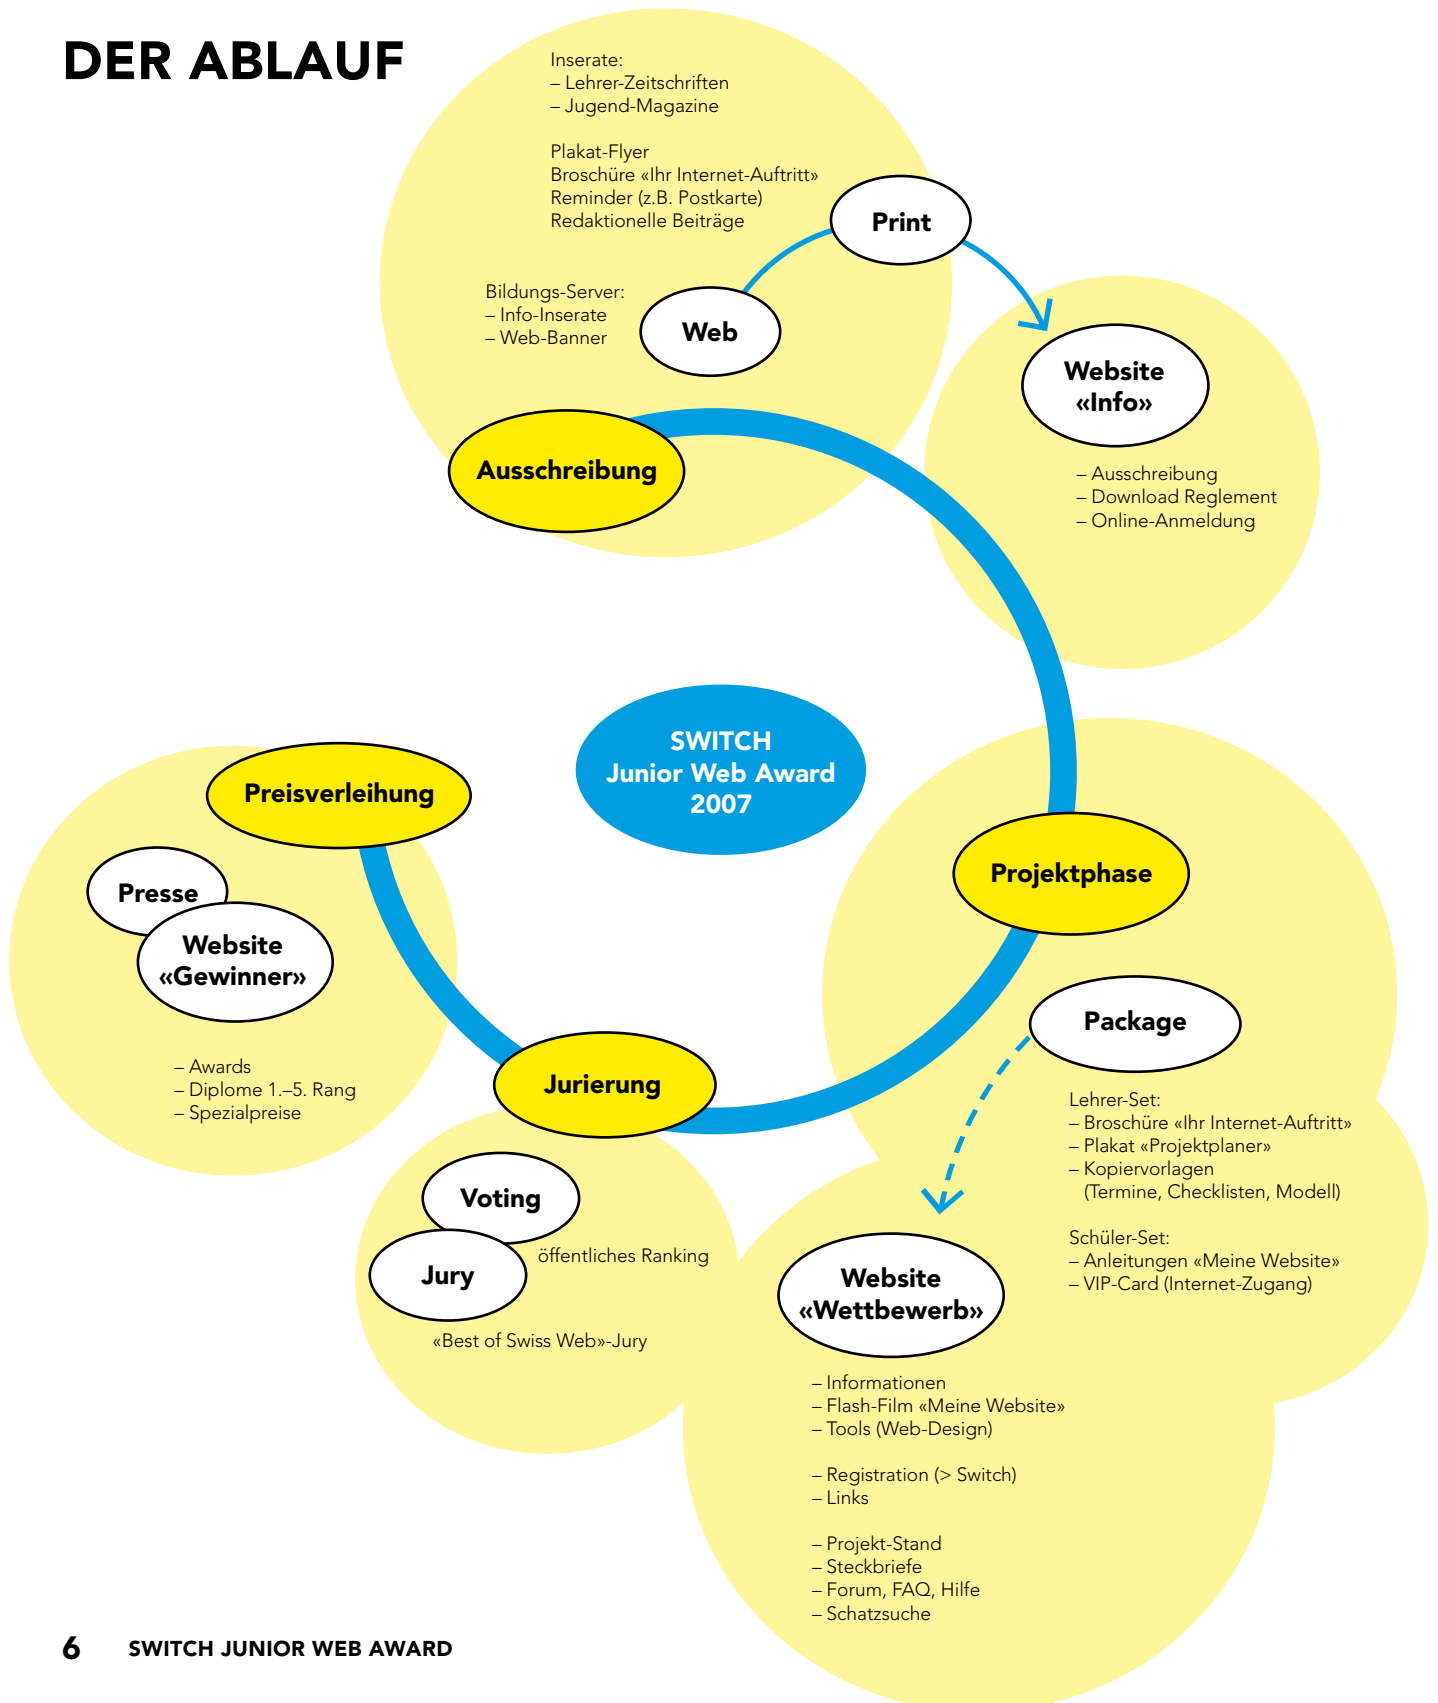 DER ABLAUF
Inserate:
– Lehrer-Zeitschriften
– Jugend-Magazine
Plakat-Flyer
Broschüre «Ihr Internet-Auftritt»
Reminder (z.B. Postkarte)
Redaktionelle Beiträge
Print
Bildungs-Server:
– Info-Inserate
– Web-Banner
Web
Website
«Info»
– Ausschreibung
– Download Reglement
– Online-Anmeldung
Ausschreibung
SWITCH
Junior Web Award
2007
Projektphase
Package
Lehrer-Set:
– Broschüre «Ihr Internet-Auftritt»
– Plakat «Projektplaner»
– Kopiervorlagen
(Termine, Checklisten, Modell)
Schüler-Set:
– Anleitungen «Meine Website»
– VIP-Card (Internet-Zugang)
Website
«Wettbewerb»
– Informationen
– Flash-Film «Meine Website»
– Tools (Web-Design)
– Registration (> Switch)
– Links
– Projekt-Stand
– Steckbriefe
– Forum, FAQ, Hilfe
– Schatzsuche
Jurierung
Voting
öffentliches Ranking
Jury
«Best of Swiss Web»-Jury
Preisverleihung
Presse
Website
«Gewinner»
– Awards
– Diplome 1.–5. Rang
– Spezialpreise
6 SWITCH JUNIOR WEB AWARD